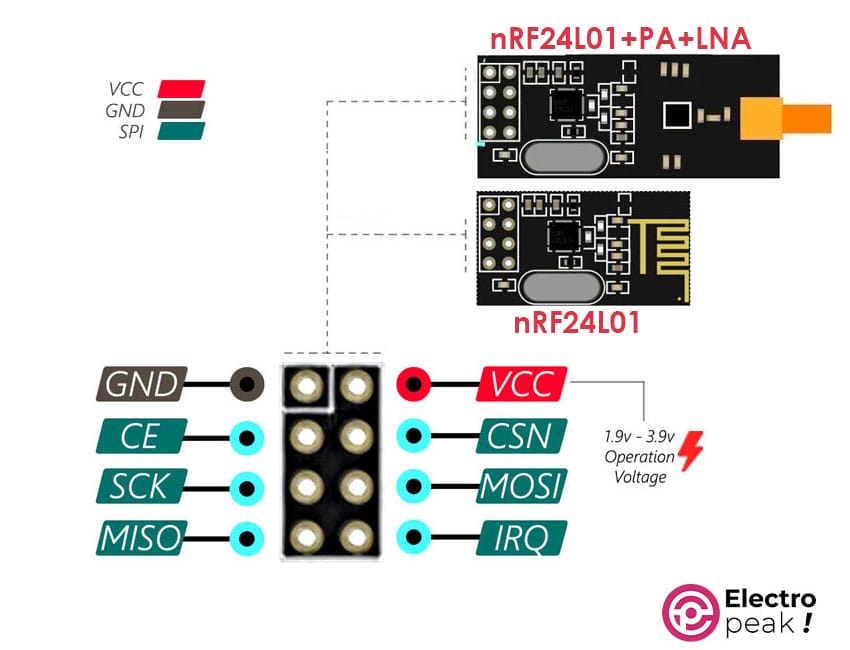 nRF24L01+PA+LNA
VCC
GND
SPI
nRF24L01
GND
VCC
CE
CSN
1.9v - 3.9v
Operation
Voltage
SCK
MOSI
MISO
IRQ
Electro
peak!